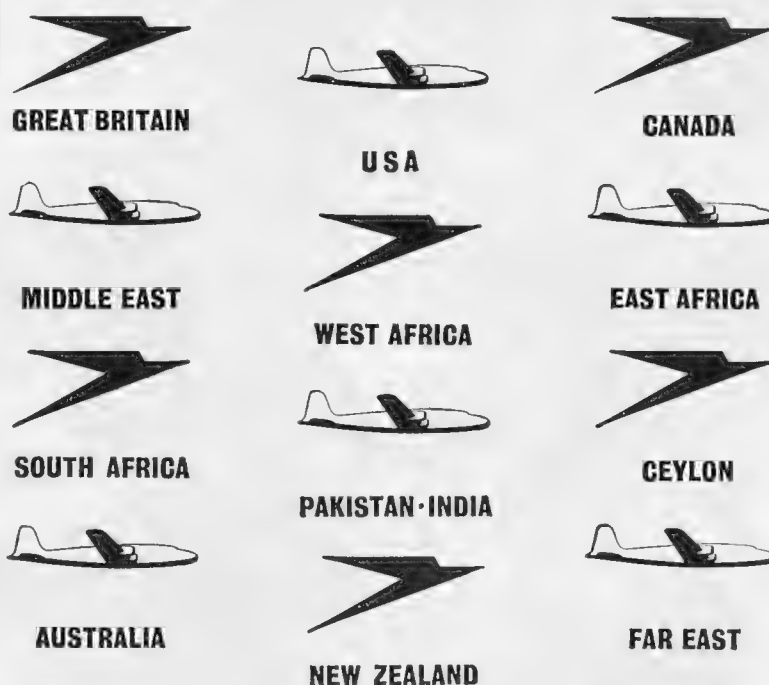 GREAT BRITAIN
USA
CANADA
MIDDLE EAST
WEST AFRICA
EAST AFRICA
SOUTH AFRICA
PAKISTAN·INDIA
CEYLON
AUSTRALIA
NEW ZEALAND
FAR EAST